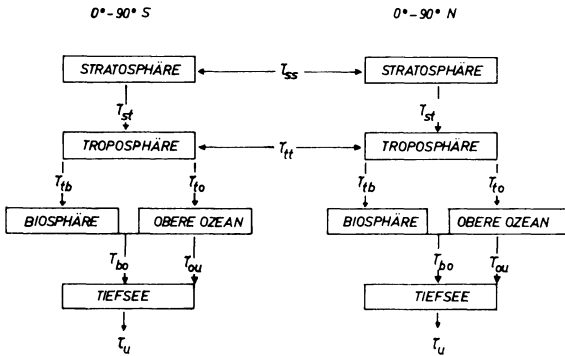 0°-90° S 0°-90° N
STRATOSPHÄRE τss STRATOSPHÄRE
τst τst
TROPOSPHÄRE τtt TROPOSPHÄRE
τtb τto τtb τto
BIOSPHÄRE OBERE OZEAN BIOSPHÄRE OBERE OZEAN
τbo τou τbo τou
TIEFSEE TIEFSEE
τu τu